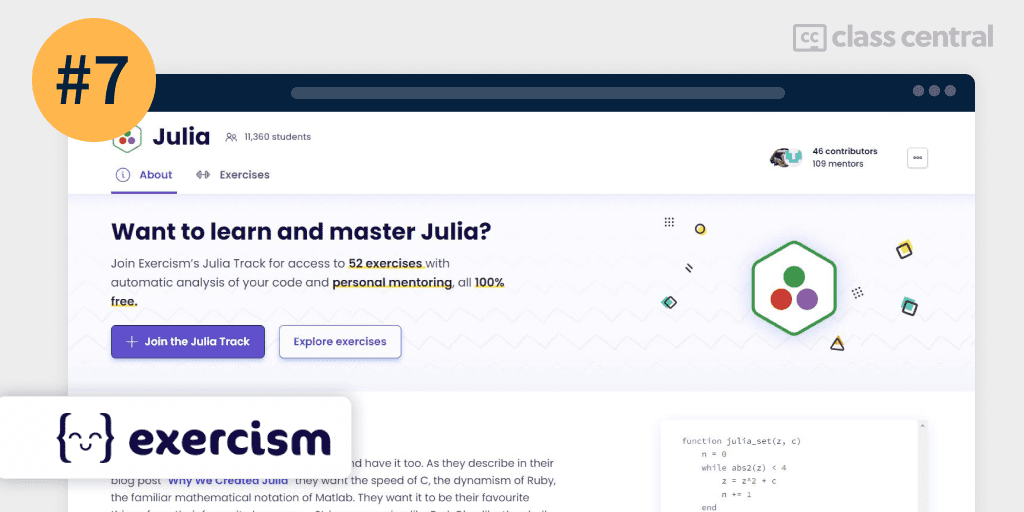 #7
cc class central
Julia
11,360 students
46 contributors
109 mentors
About
Exercises
Want to learn and master Julia?
Join Exercism's Julia Track for access to 52 exercises with
automatic analysis of your code and personal mentoring, all 100%
free.
Join the Julia Track
Explore exercises
exercism
nd have it too. As they describe in their
blog post "Why We Created Julia" they want the speed of C, the dynamism of Ruby,
the familiar mathematical notation of Matlab. They want it to be their favourite
function julia_set(z, c)
n = 0
while abs2(z) < 4
z = z^2 + c
n += 1
end